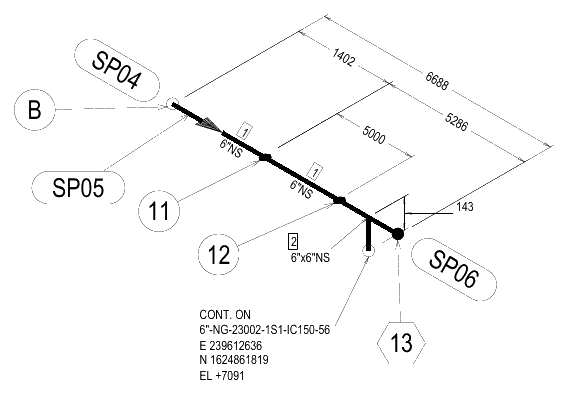 SP04
1402
6688
5286
B
1
6"NS
5000
1
6"NS
SP05
11
143
12
2
6"x6"NS
SP06
CONT. ON
6"-NG-23002-1S1-IC150-56
E 239612636
N 1624861819
EL +7091
13